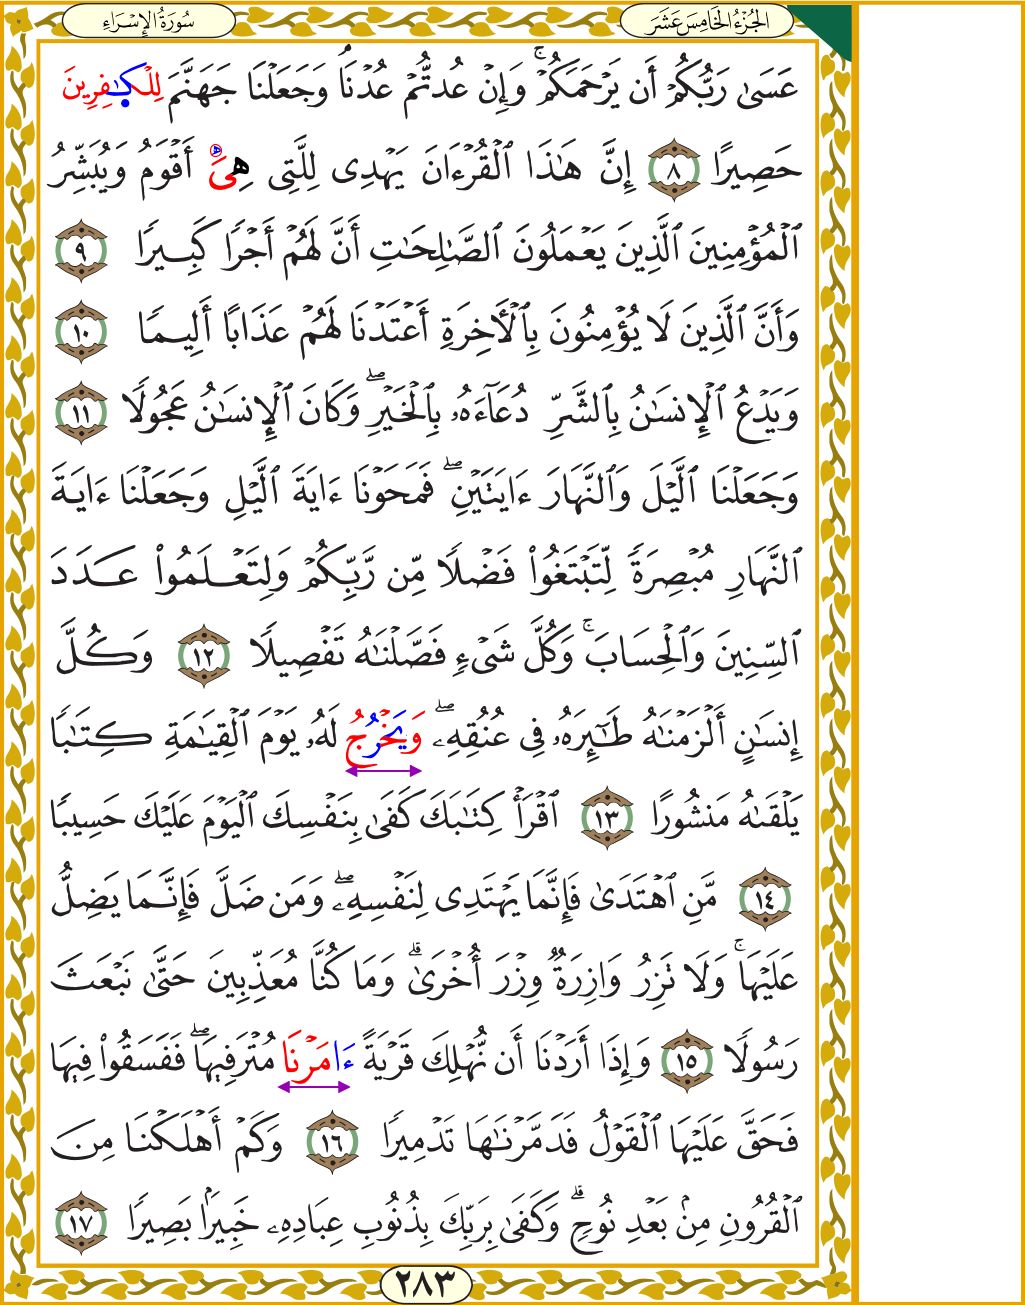 الجُزْءُ الخَامِسَ عَشَرَ
سُورَةُ الإِسْرَاءِ
عَسَىٰ رَبُّكُمْ أَن يَرْحَمَكُمْ ۚ وَإِنْ عُدتُّمْ عُدْنَا ۘ وَجَعَلْنَا جَهَنَّمَ لِلْكَـٰفِرِينَ
حَصِيرًا ٨ إِنَّ هَـٰذَا ٱلْقُرْءَانَ يَهْدِى لِلَّتِى هِىَ أَقْوَمُ وَيُبَشِّرُ
ٱلْمُؤْمِنِينَ ٱلَّذِينَ يَعْمَلُونَ ٱلصَّـٰلِحَـٰتِ أَنَّ لَهُمْ أَجْرًا كَبِيرًا ٩
وَأَنَّ ٱلَّذِينَ لَا يُؤْمِنُونَ بِٱلْأَخِرَةِ أَعْتَدْنَا لَهُمْ عَذَابًا أَلِيمًا ١٠
وَيَدْعُ ٱلْإِنسَـٰنُ بِٱلشَّرِّ دُعَآءَهُۥ بِٱلْخَيْرِ ۖ وَكَانَ ٱلْإِنسَـٰنُ عَجُولًا ١١
وَجَعَلْنَا ٱلَّيْلَ وَٱلنَّهَارَ ءَايَتَيْنِ ۖ فَمَحَوْنَا ءَايَةَ ٱلَّيْلِ وَجَعَلْنَا ءَايَةَ
ٱلنَّهَارِ مُبْصِرَةً لِّتَبْتَغُوا۟ فَضْلًا مِّن رَّبِّكُمْ وَلِتَعْلَمُوا۟ عَدَدَ
ٱلسِّنِينَ وَٱلْحِسَابَ ۚ وَكُلَّ شَىْءٍ فَصَّلْنَـٰهُ تَفْصِيلًا ١٢ وَكُلَّ
إِنسَـٰنٍ أَلْزَمْنَـٰهُ طَـٰٓئِرَهُۥ فِى عُنُقِهِۦ ۖ وَيَخْرُجُ لَهُۥ يَوْمَ ٱلْقِيَـٰمَةِ كِتَـٰبًا
يَلْقَىٰهُ مَنشُورًا ١٣ ٱقْرَأْ كِتَـٰبَكَ كَفَىٰ بِنَفْسِكَ ٱلْيَوْمَ عَلَيْكَ حَسِيبًا
١٤ مَّنِ ٱهْتَدَىٰ فَإِنَّمَا يَهْتَدِى لِنَفْسِهِۦ ۖ وَمَن ضَلَّ فَإِنَّمَا يَضِلُّ
عَلَيْهَا ۚ وَلَا تَزِرُ وَازِرَةٌ وِزْرَ أُخْرَىٰ ۗ وَمَا كُنَّا مُعَذِّبِينَ حَتَّىٰ نَبْعَثَ
رَسُولًا ١٥ وَإِذَا أَرَدْنَا أَن نُّهْلِكَ قَرْيَةً ءَامَرْنَا مُتْرَفِيهَا ۖ فَفَسَقُوا۟ فِيهَا
فَحَقَّ عَلَيْهَا ٱلْقَوْلُ فَدَمَّرْنَـٰهَا تَدْمِيرًا ١٦ وَكَمْ أَهْلَكْنَا مِنَ
ٱلْقُرُونِ مِنۢ بَعْدِ نُوحٍ ۗ وَكَفَىٰ بِرَبِّكَ بِذُنُوبِ عِبَادِهِۦ خَبِيرًۢا بَصِيرًا ١٧
٢٨٣